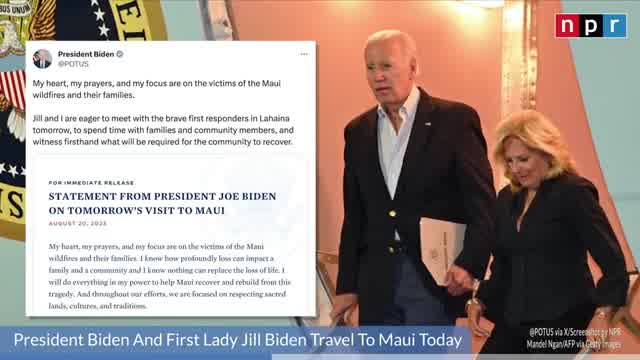 npr
President Biden
@POTUS
My heart, my prayers, and my focus are on the victims of the Maui
wildfires and their families.
Jill and I are eager to meet with the brave first responders in Lahaina
tomorrow, to spend time with families and community members, and
witness firsthand what will be required for the community to recover.
FOR IMMEDIATE RELEASE
STATEMENT FROM PRESIDENT JOE BIDEN
ON TOMORROW'S VISIT TO MAUI
AUGUST 20, 2023
My heart, my prayers, and my focus are on the victims of the Maui
wildfires and their families. I know how profoundly loss can impact a
family and a community and I know nothing can replace the loss of life. I
will do everything in my power to help Maui recover and rebuild from this
tragedy. And throughout our efforts, we are focused on respecting sacred
lands, cultures, and traditions.
@POTUS via X/Screenshot by NPR
Mandel Ngan/AFP via Getty Images
President Biden And First Lady Jill Biden Travel To Maui Today